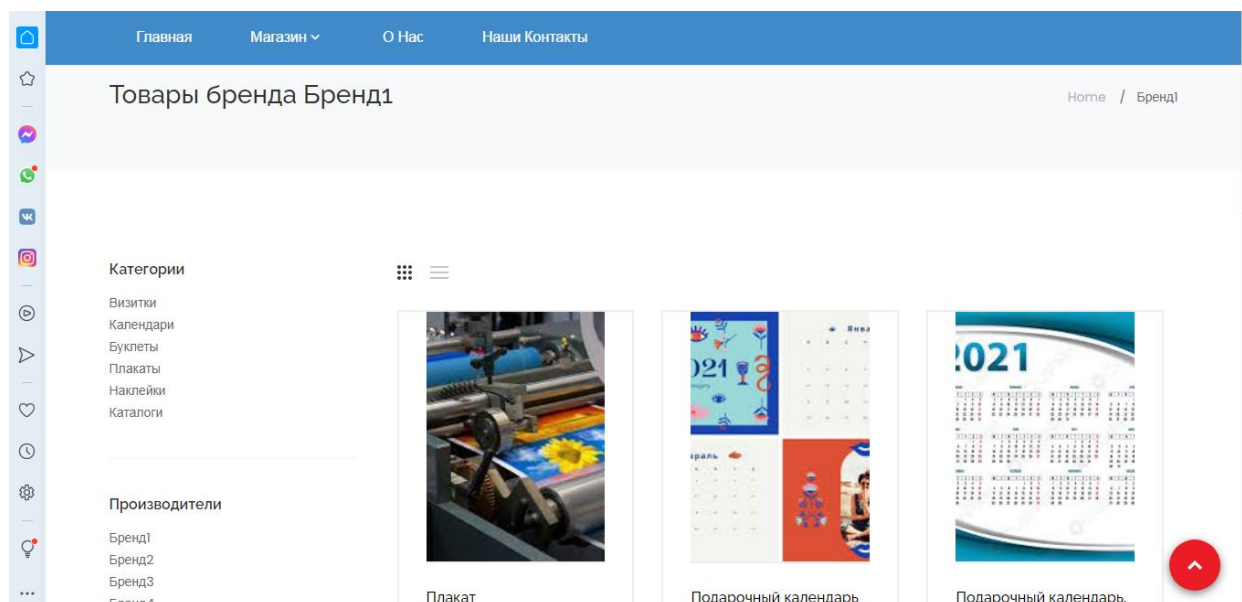 Главная Магазин О Нас Наши Контакты
Товары бренда Бренд1
Home / Бренд1
Категории
Визитки
Календари
Буклеты
Плакаты
Наклейки
Каталоги
Производители
Бренд1
Бренд2
Бренд3
Плакат
Подарочный календарь
Подарочный календарь.
2021